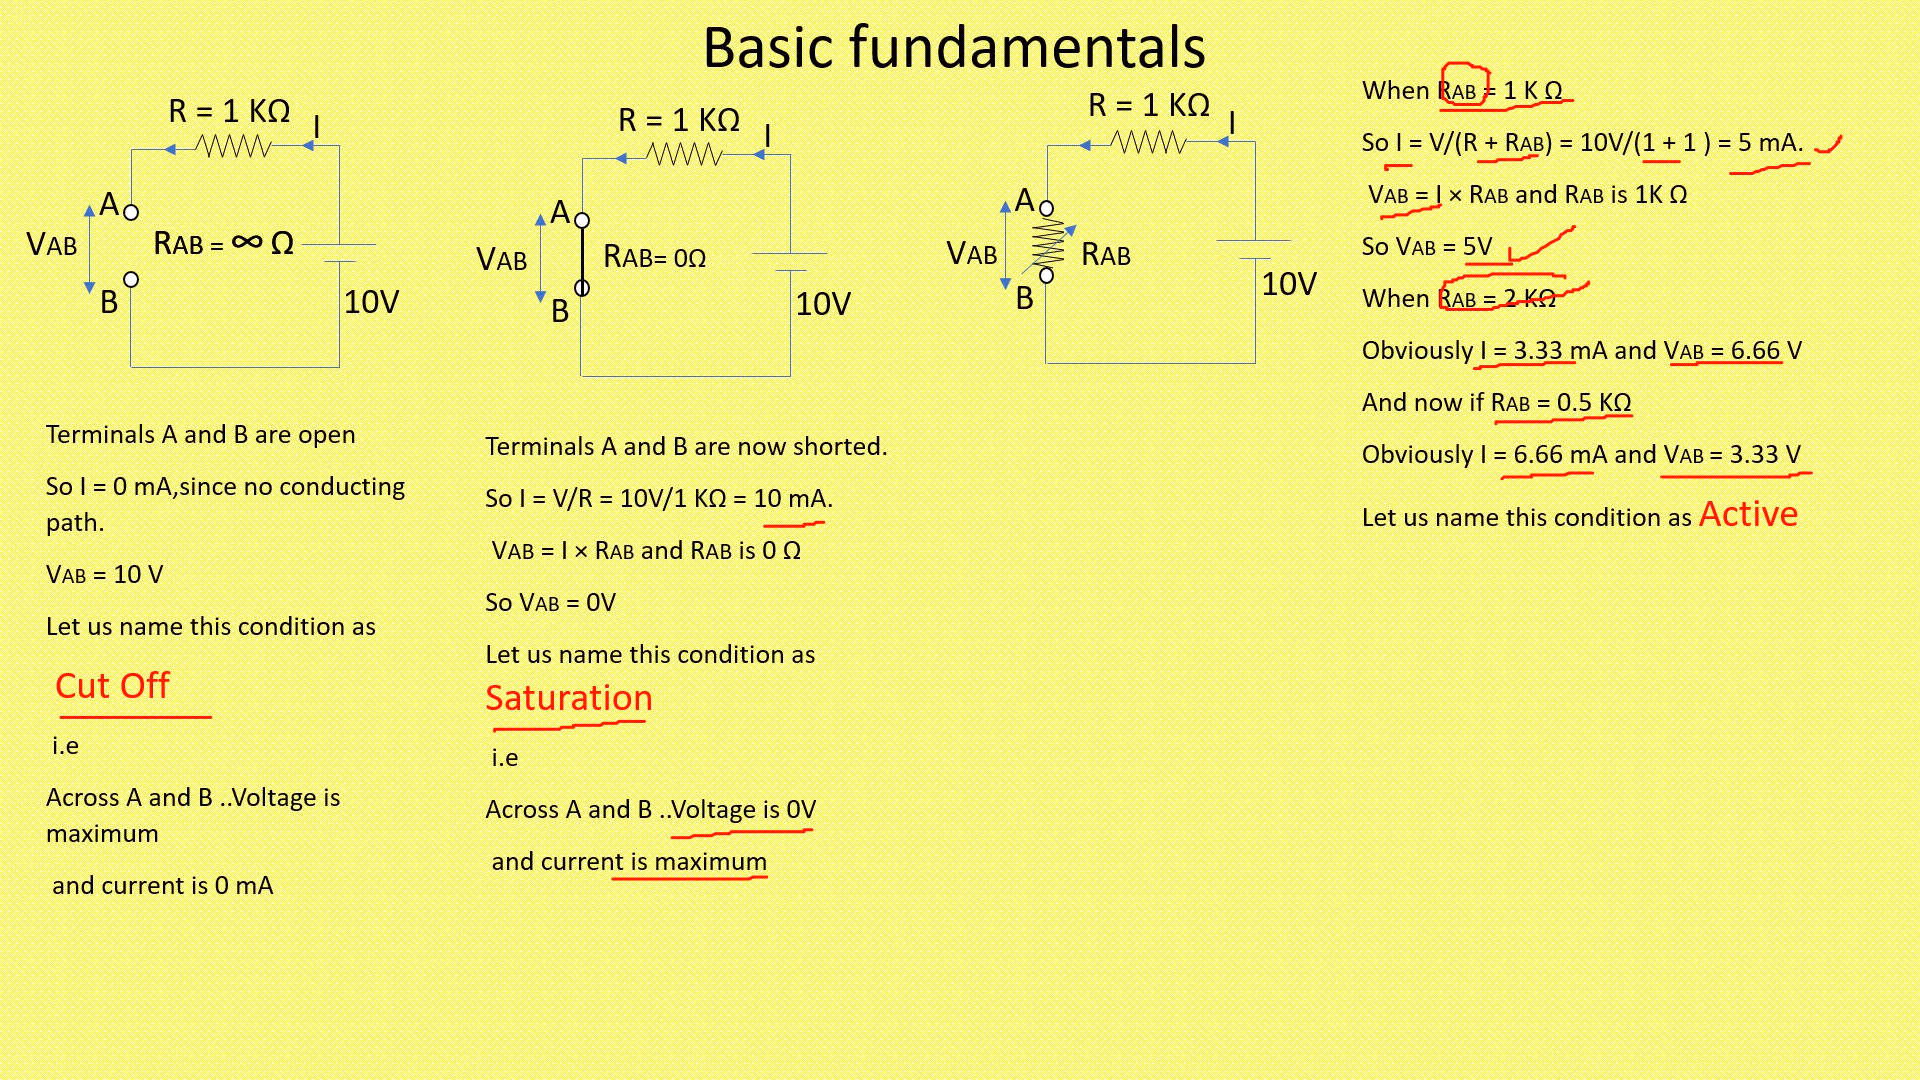 Basic fundamentals
R = 1 KΩ
I
A
VAB
RAB = ∞ Ω
B
10V
Terminals A and B are open
So I = 0 mA,since no conducting
path.
VAB = 10 V
Let us name this condition as
Cut Off
i.e
Across A and B ..Voltage is
maximum
and current is 0 mA
R = 1 KΩ
I
A
VAB
RAB= 0Ω
B
10V
Terminals A and B are now shorted.
So I = V/R = 10V/1 KΩ = 10 mA.
VAB = I × RAB and RAB is 0 Ω
So VAB = 0V
Let us name this condition as
Saturation
i.e
Across A and B ..Voltage is 0V
and current is maximum
R = 1 KΩ
I
A
VAB
RAB
B
10V
When RAB = 1 K Ω
So I = V/(R + RAB) = 10V/(1 + 1 ) = 5 mA.
VAB = I × RAB and RAB is 1K Ω
So VAB = 5V
When RAB = 2 KΩ
Obviously I = 3.33 mA and VAB = 6.66 V
And now if RAB = 0.5 KΩ
Obviously I = 6.66 mA and VAB = 3.33 V
Let us name this condition as Active